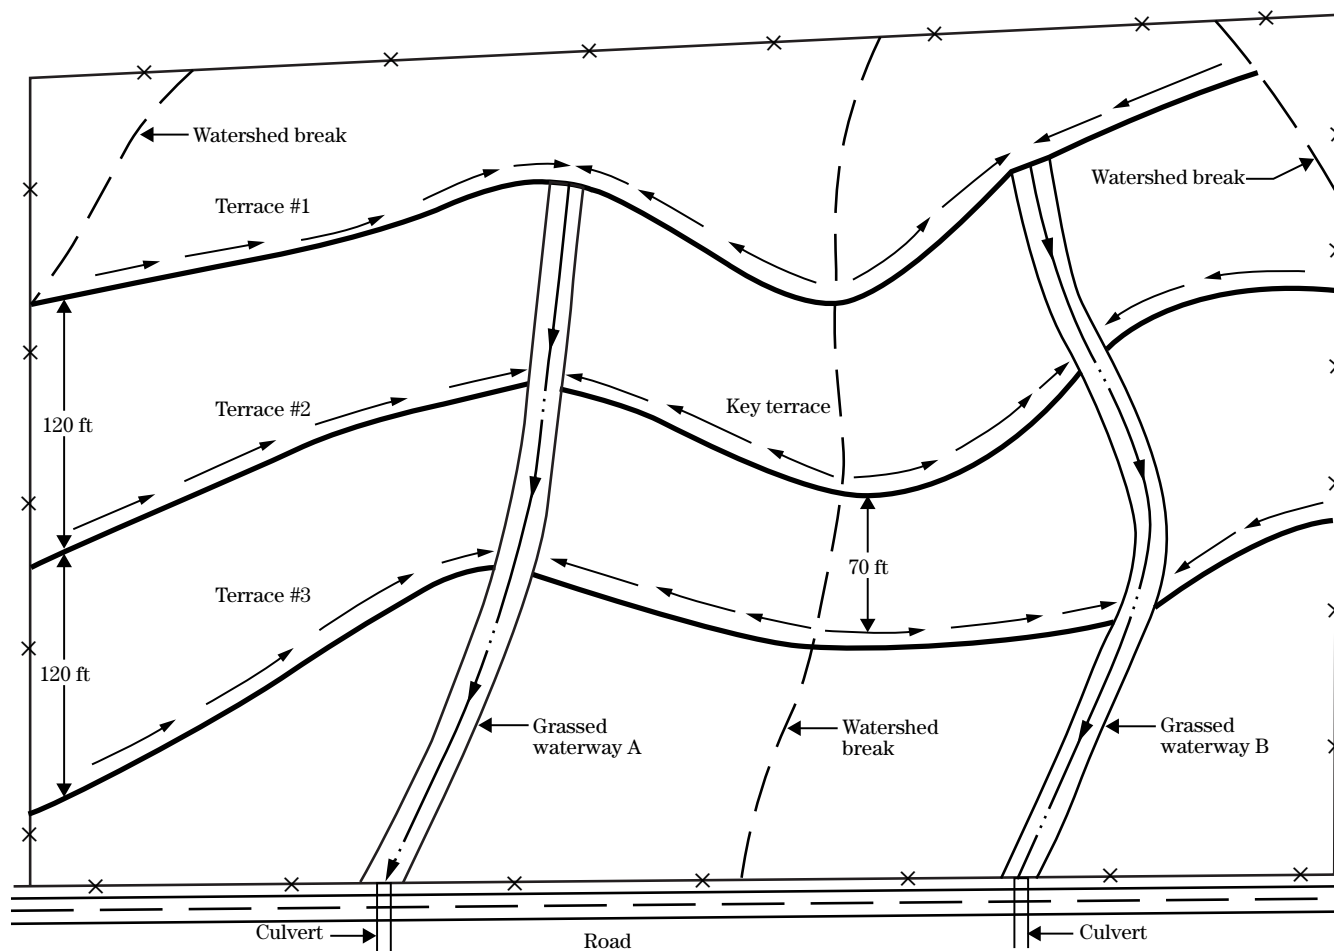 Watershed break
Watershed break
Terrace #1
Terrace #2
Key terrace
120 ft
70 ft
Terrace #3
120 ft
Grassed
waterway A
Watershed
break
Grassed
waterway B
Culvert
Road
Culvert